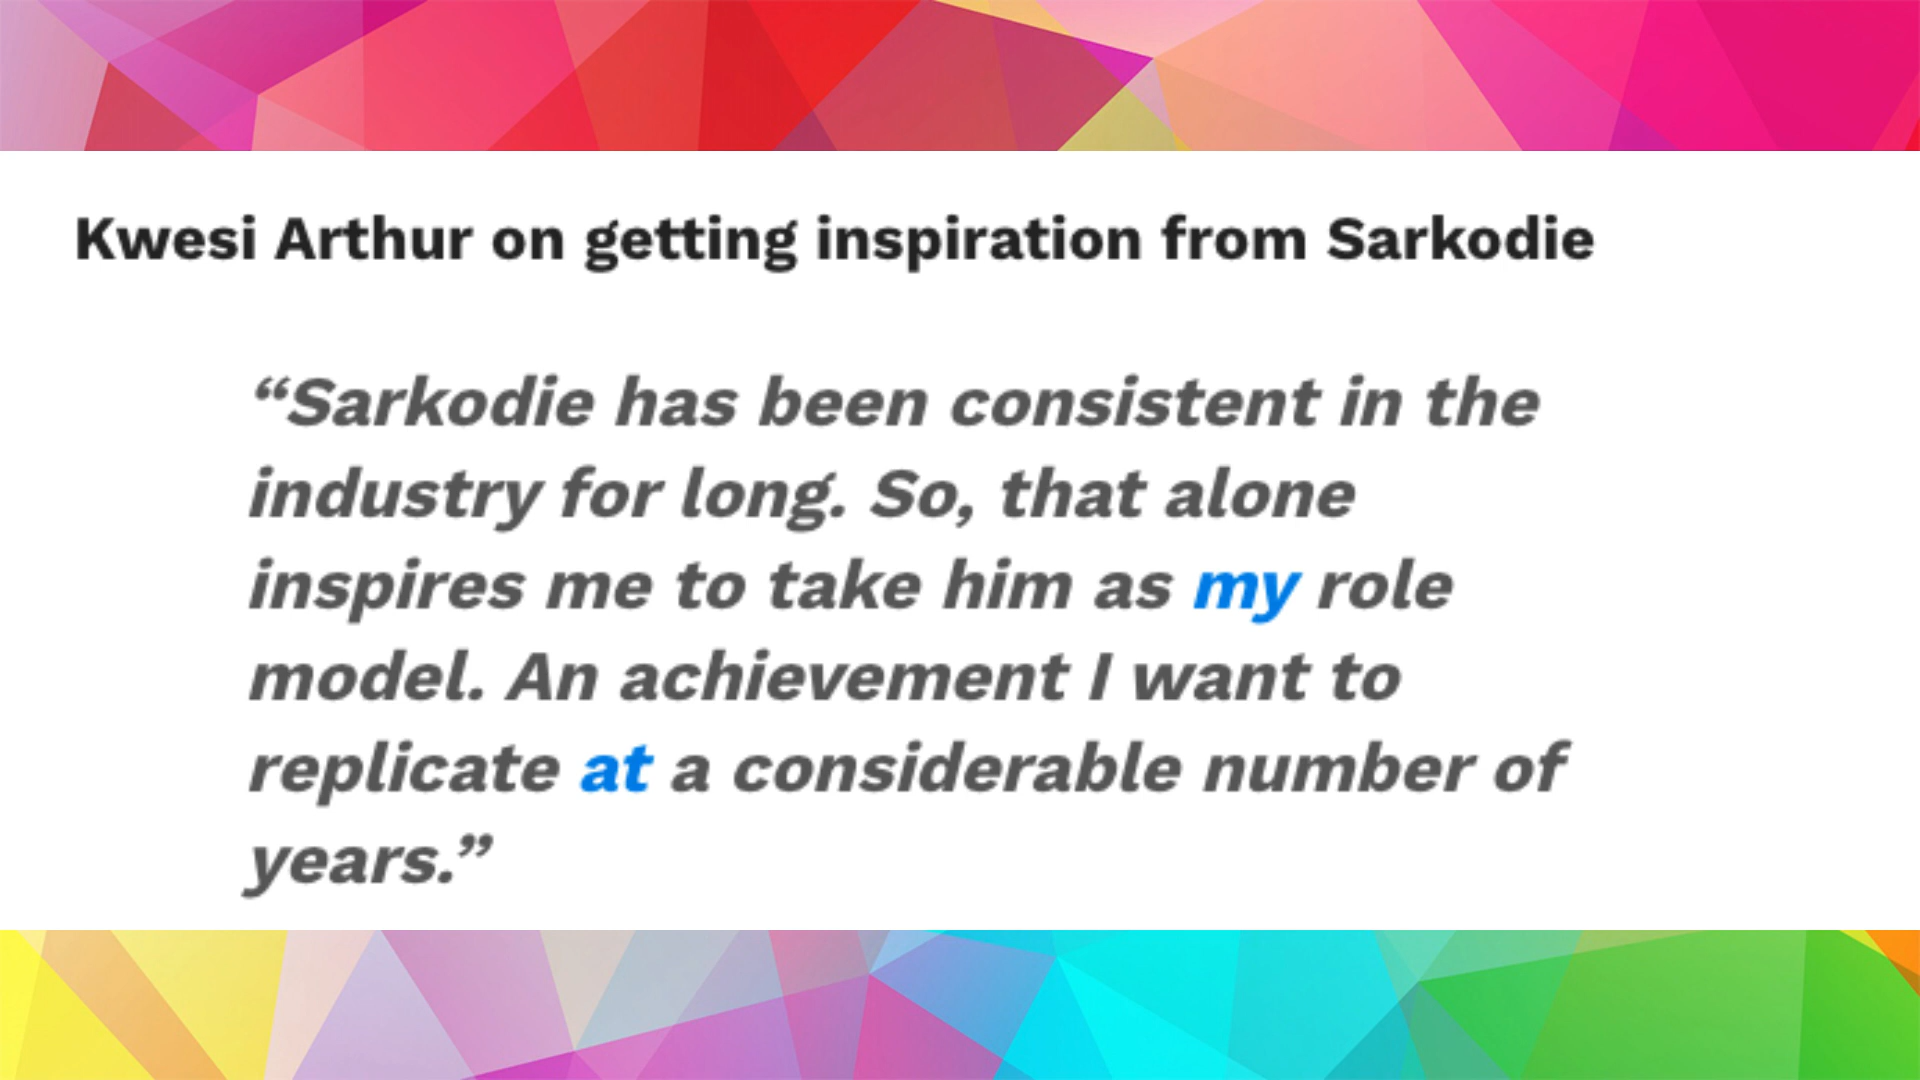 Kwesi Arthur on getting inspiration from Sarkodie
“Sarkodie has been consistent in the
industry for long. So, that alone
inspires me to take him as my role
model. An achievement I want to
replicate at a considerable number of
years.”